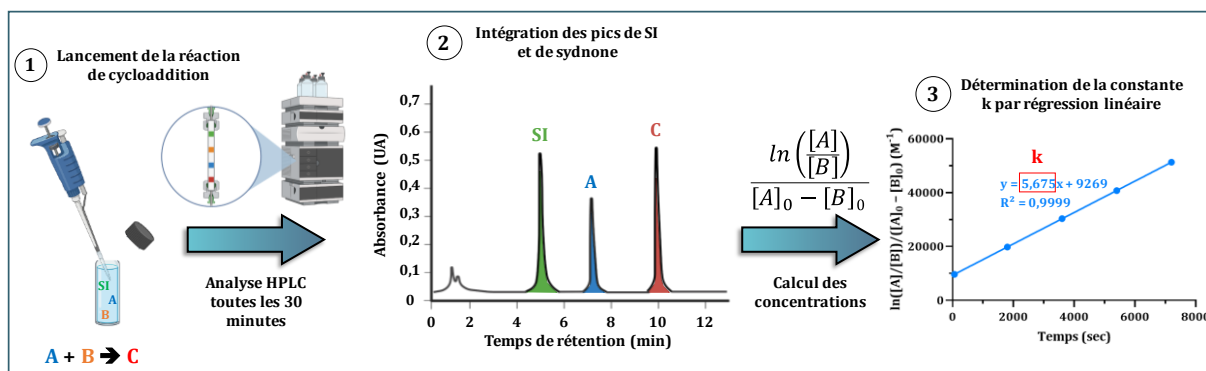 1
Lancement de la réaction
de cycloaddition
SI
A
B
A + B ➔ C
Analyse HPLC
toutes les 30
minutes
2
Intégration des pics de SI
et de sydnone
Absorbance (UA)
0,7
0,6
0,5
0,4
0,3
0,2
0,1
0
SI
A
C
0 2 4 6 8 10 12
Temps de rétention (min)
ln([A]/[B])
[A]₀ − [B]₀
Calcul des
concentrations
3
Détermination de la constante
k par régression linéaire
ln([A]/[B])/([A]₀ – [B]₀) (M⁻¹)
60000
40000
20000
0
k
y = 5,675x + 9269
R² = 0,9999
0 2000 4000 6000 8000
Temps (sec)